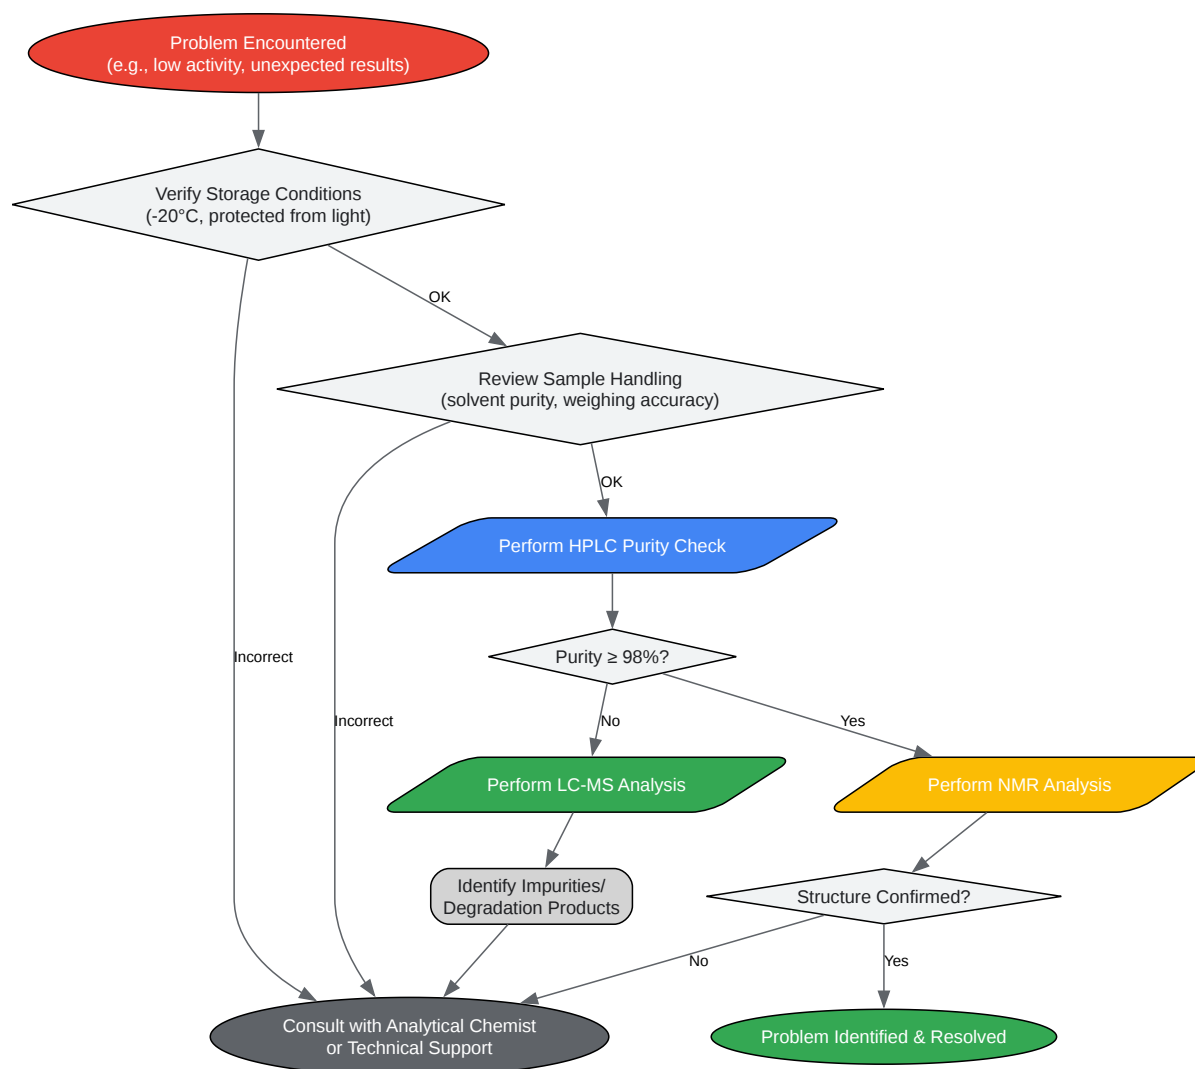 Problem Encountered
(e.g., low activity, unexpected results)
Verify Storage Conditions
(-20°C, protected from light)
OK
Review Sample Handling
(solvent purity, weighing accuracy)
OK
Perform HPLC Purity Check
Purity ≥ 98%?
Incorrect
Incorrect
No
Yes
Perform LC-MS Analysis
Perform NMR Analysis
Identify Impurities/
Degradation Products
Structure Confirmed?
No
Yes
Consult with Analytical Chemist
or Technical Support
Problem Identified & Resolved